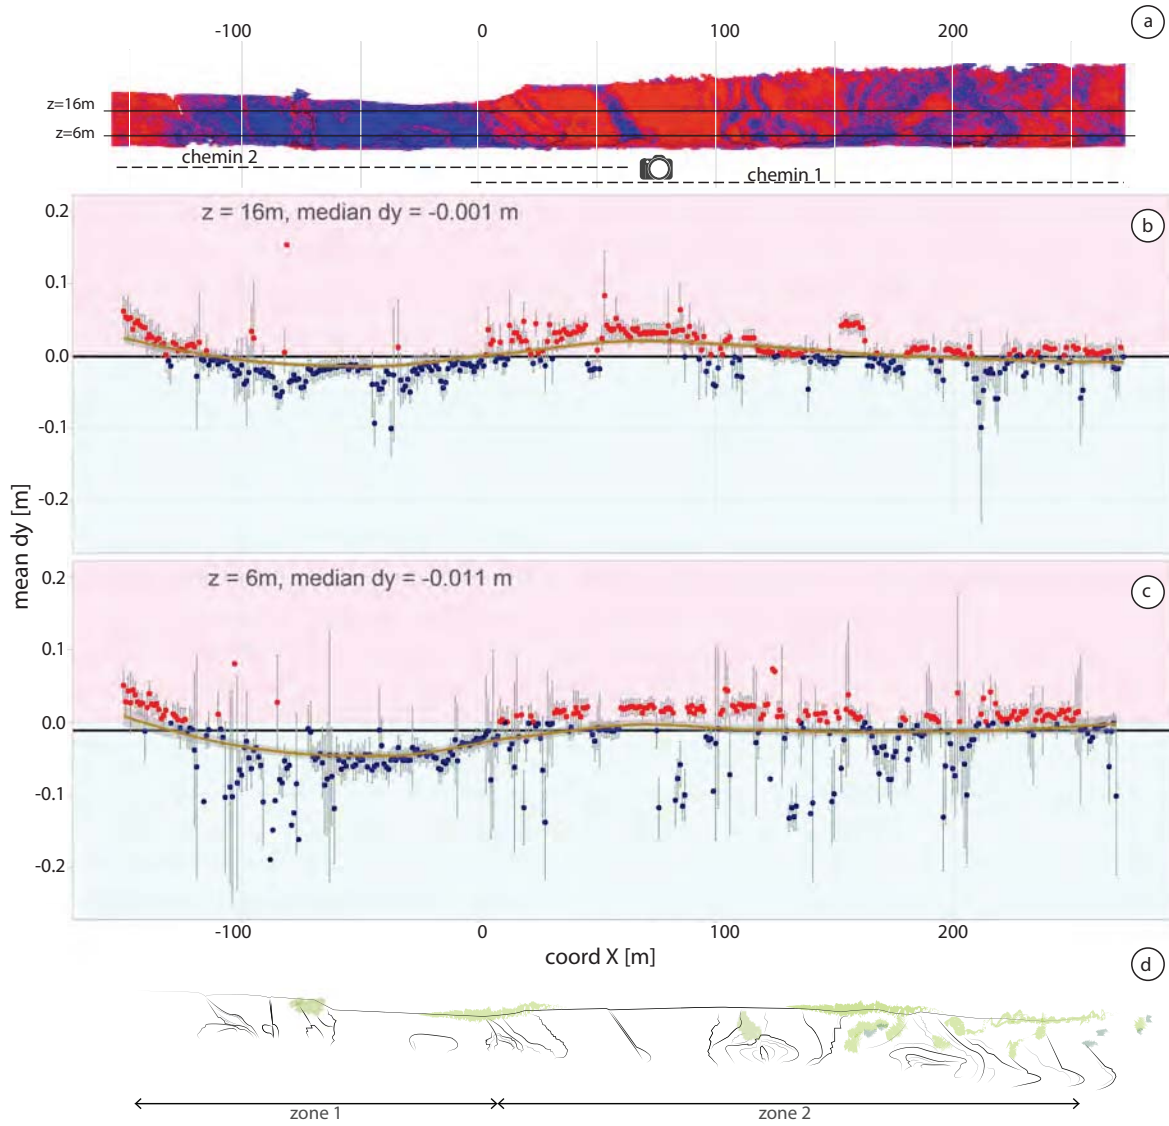 a
-100 0 100 200
z=16m
z=6m
chemin 2
chemin 1
b
z = 16m, median dy = -0.001 m
0.2
0.1
0.0
-0.1
-0.2
mean dy [m]
c
z = 6m, median dy = -0.011 m
0.2
0.1
0.0
-0.1
-0.2
-100 0 100 200
coord X [m]
d
zone 1 zone 2